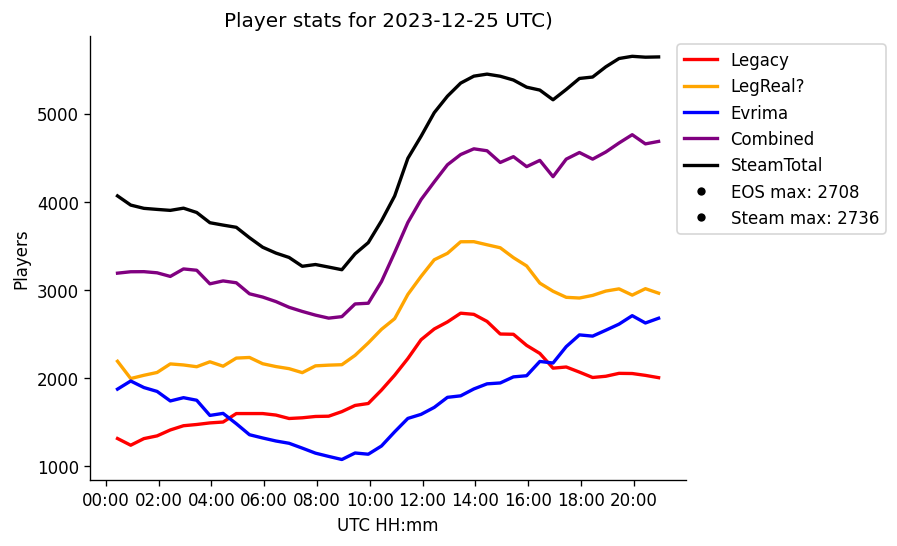 Player stats for 2023-12-25 UTC)
Legacy
LegReal?
Evrima
Combined
SteamTotal
EOS max: 2708
Steam max: 2736
Players
5000
4000
3000
2000
1000
00:00 02:00 04:00 06:00 08:00 10:00 12:00 14:00 16:00 18:00 20:00
UTC HH:mm